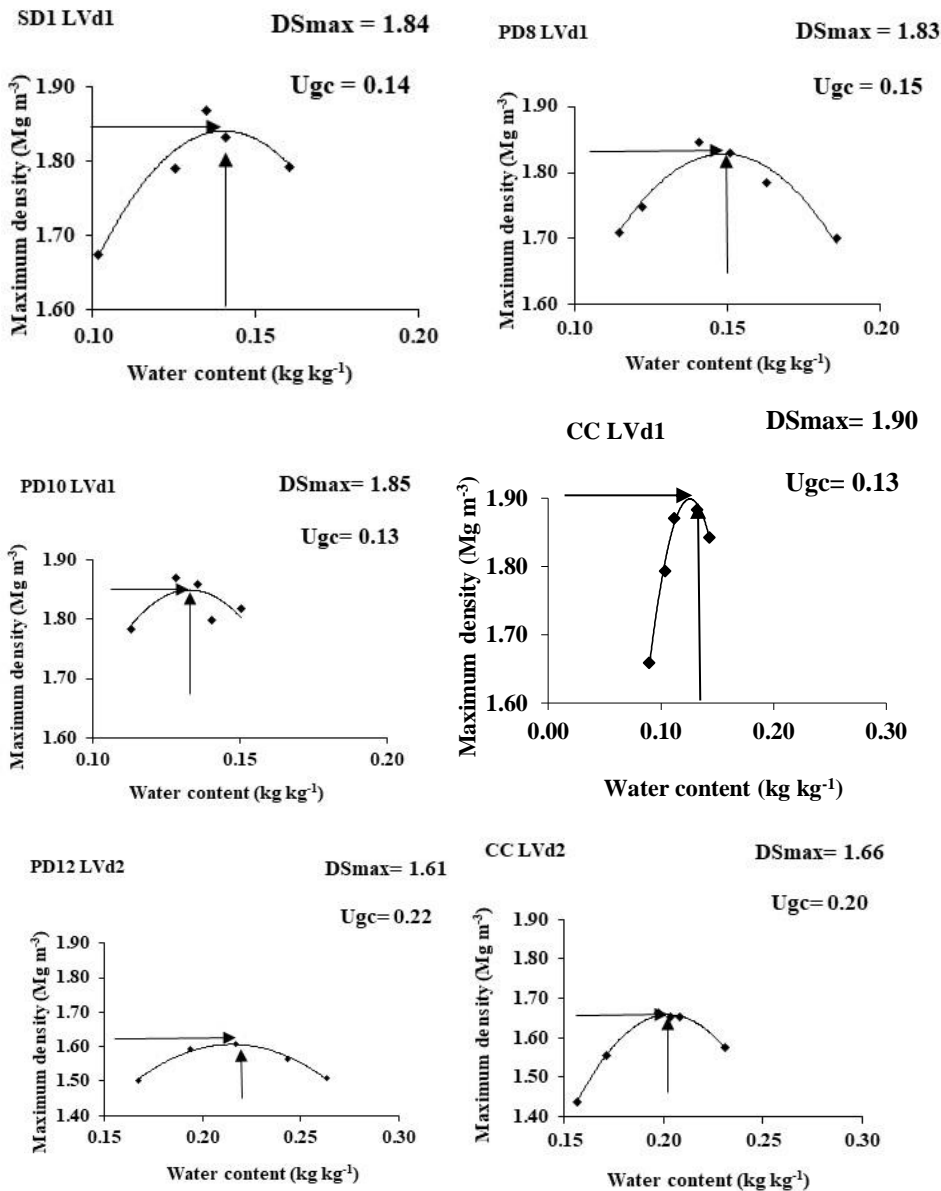 SD1 LVd1
DSmax = 1.84
Ugc = 0.14
Maximum density (Mg m-3)
1.90
1.80
1.70
1.60
0.10 0.15 0.20
Water content (kg kg-1)
PD8 LVd1
DSmax = 1.83
Ugc = 0.15
Maximum density (Mg m-3)
1.90
1.80
1.70
1.60
0.10 0.15 0.20
Water content (kg kg-1)
PD10 LVd1
DSmax= 1.85
Ugc= 0.13
Maximum density (Mg m-3)
1.90
1.80
1.70
1.60
0.10 0.15 0.20
Water content (kg kg-1)
CC LVd1
DSmax= 1.90
Ugc= 0.13
Maximum density (Mg m-3)
1.90
1.80
1.70
1.60
0.00 0.10 0.20 0.30
Water content (kg kg-1)
PD12 LVd2
DSmax= 1.61
Ugc= 0.22
Maximum density (Mg m-3)
1.90
1.80
1.70
1.60
1.50
1.40
0.15 0.20 0.25 0.30
Water content (kg kg-1)
CC LVd2
DSmax= 1.66
Ugc= 0.20
Maximum density (Mg m-3)
1.90
1.80
1.70
1.60
1.50
1.40
0.15 0.20 0.25 0.30
Water content (kg kg-1)